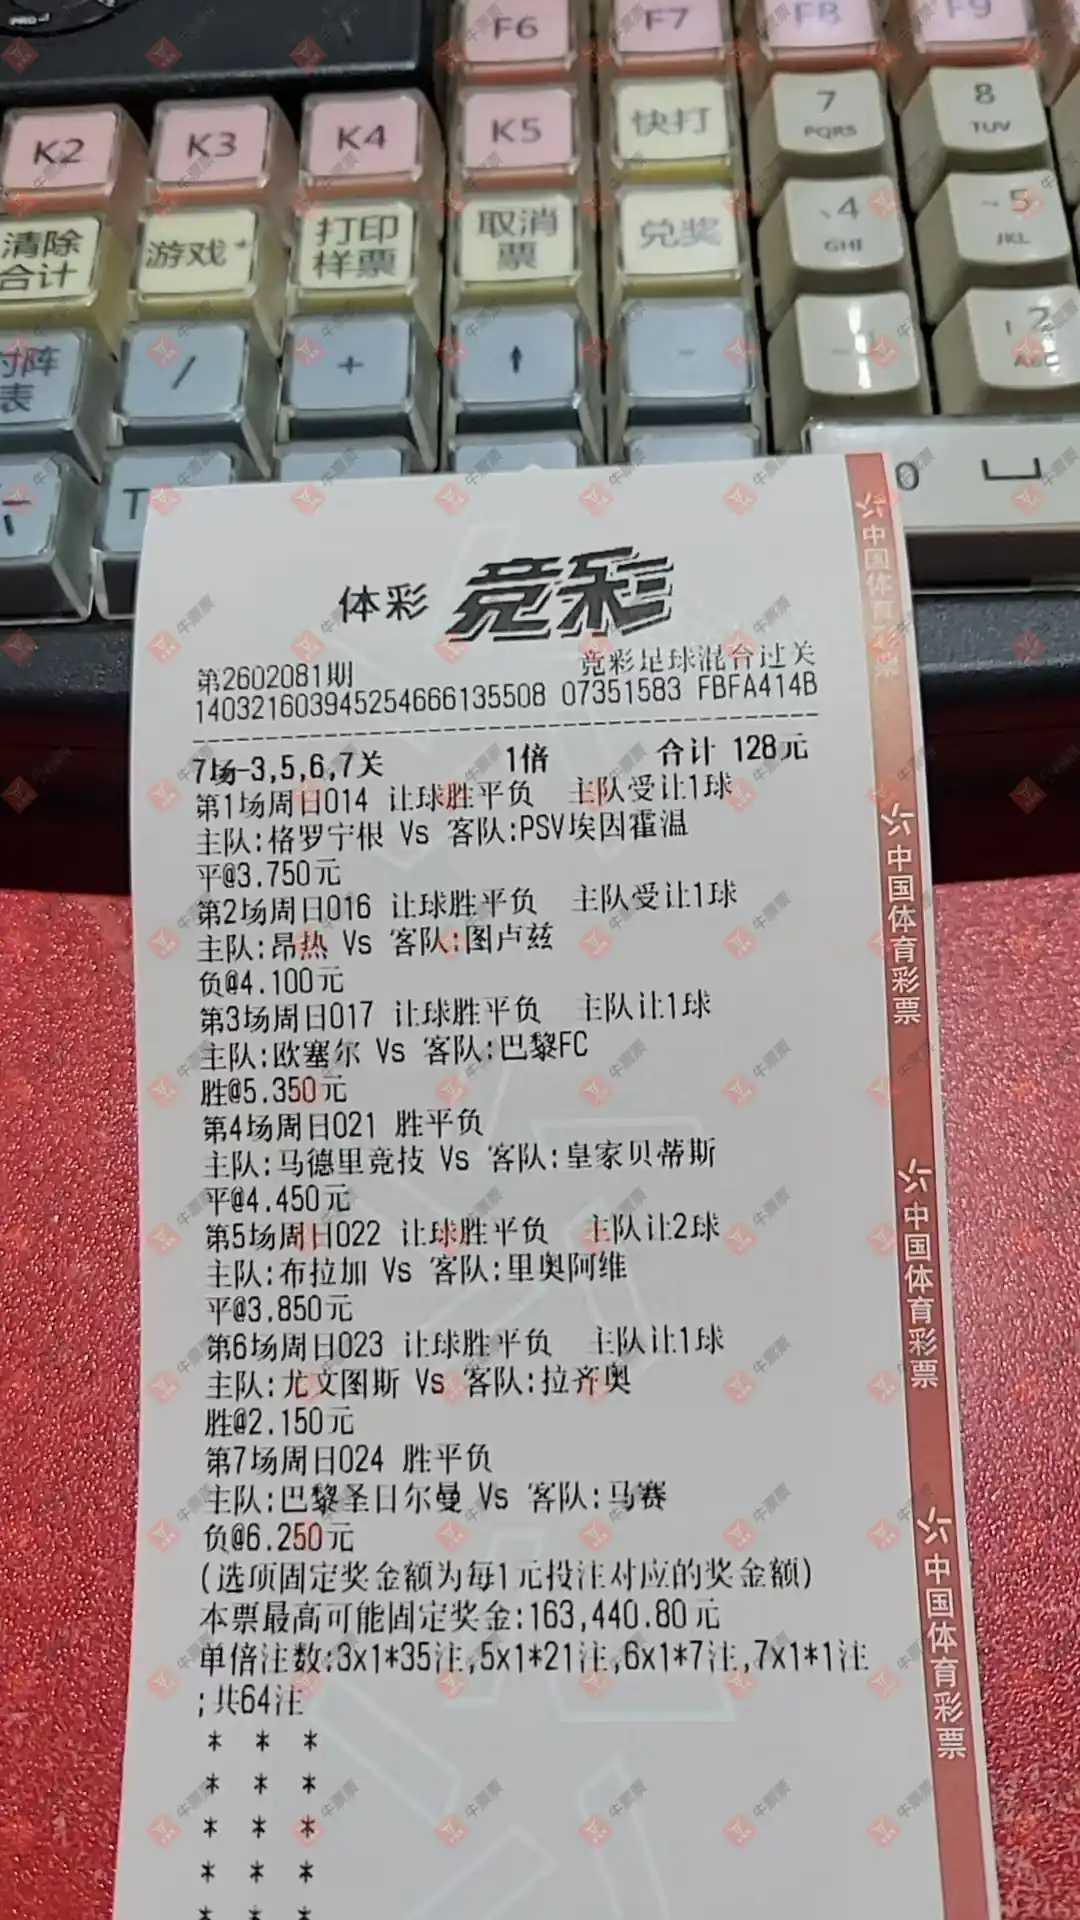 F6 F7 F8 F9
K2 K3 K4 K5 快打 7 PQRS 8 TUV
清除合计 游戏* 打印样票 取消票 兑奖 4 GHI 5 JKL
对阵表 / + ↑ - 2 ABC
0
体彩 竞彩
第2602081期 竞彩足球混合过关
140321603945254666135508 07351583 FBFA414B
7场-3,5,6,7关 1倍 合计 128元
第1场周日014 让球胜平负 主队受让1球
主队:格罗宁根 Vs 客队:PSV埃因霍温
平@3.750元
第2场周日016 让球胜平负 主队受让1球
主队:昂热 Vs 客队:图卢兹
负@4.100元
第3场周日017 让球胜平负 主队让1球
主队:欧塞尔 Vs 客队:巴黎FC
胜@5.350元
第4场周日021 胜平负
主队:马德里竞技 Vs 客队:皇家贝蒂斯
平@4.450元
第5场周日022 让球胜平负 主队让2球
主队:布拉加 Vs 客队:里奥阿维
平@3.850元
第6场周日023 让球胜平负 主队让1球
主队:尤文图斯 Vs 客队:拉齐奥
胜@2.150元
第7场周日024 胜平负
主队:巴黎圣日尔曼 Vs 客队:马赛
负@6.250元
(选项固定奖金额为每1元投注对应的奖金额)
本票最高可能固定奖金:163,440.80元
单倍注数:3x1*35注,5x1*21注,6x1*7注,7x1*1注
;共64注
* * *
* * *
* * *
* * *
* * *
中国体育彩票
中国体育彩票
中国体育彩票
中国体育彩票